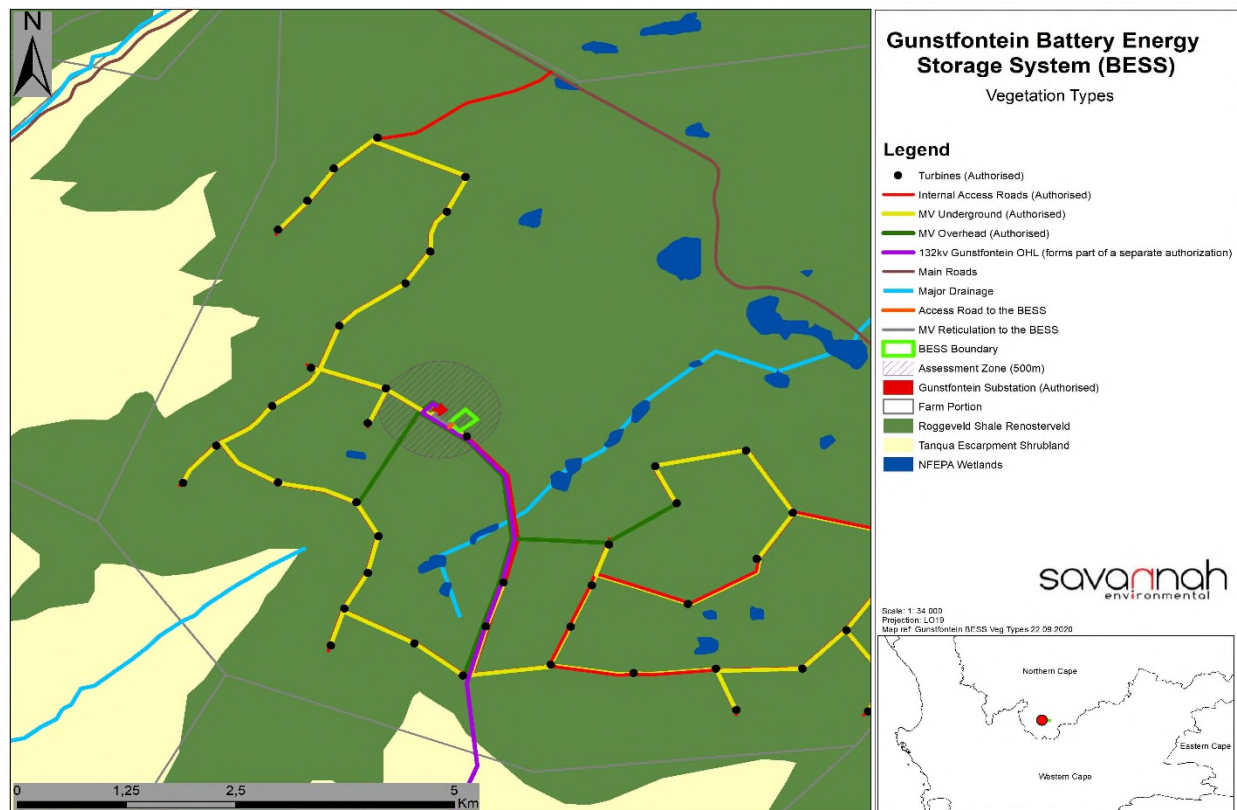 N
Gunstfontein Battery Energy
Storage System (BESS)
Vegetation Types
Legend
Turbines (Authorised)
Internal Access Roads (Authorised)
MV Underground (Authorised)
MV Overhead (Authorised)
132kv Gunstfontein OHL (forms part of a separate authorization)
Main Roads
Major Drainage
Access Road to the BESS
MV Reticulation to the BESS
BESS Boundary
Assessment Zone (500m)
Gunstfontein Substation (Authorised)
Farm Portion
Roggeveld Shale Renosterveld
Tanqua Escarpment Shrubland
NFEPA Wetlands
savannah
environmental
Scale: 1: 34 000
Projection: LO19
Map ref: Gunstfontein BESS Veg Types 22.09.2020
Northern Cape
Eastern Cape
Western Cape
0 1,25 2,5 5
Km